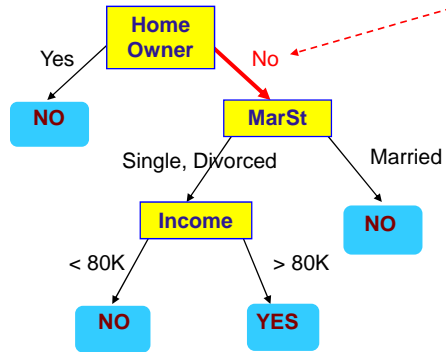 Home
Owner
Yes
No
NO
MarSt
Single, Divorced
Married
Income
NO
< 80K
> 80K
NO
YES